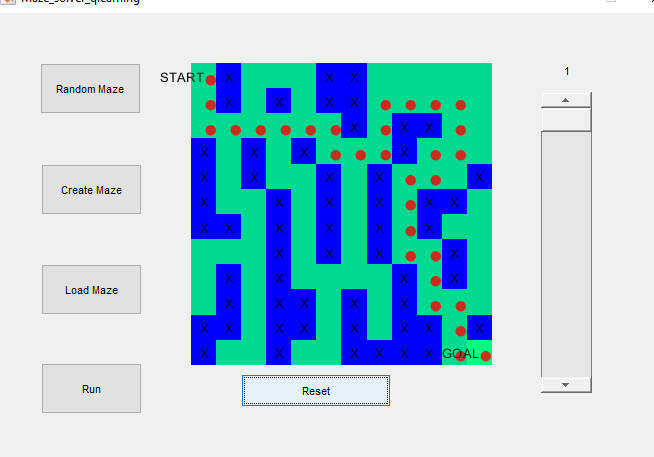 Maze_solver_qlearning
1
Random Maze
Create Maze
Load Maze
Run
START X X X
X X X X
X X X
X X X X
X X X X X
X X X X X X
X X X X X X
X X X X
X X X X
X X X X X
X X X X X X X X
X X X X X X GOAL
Reset